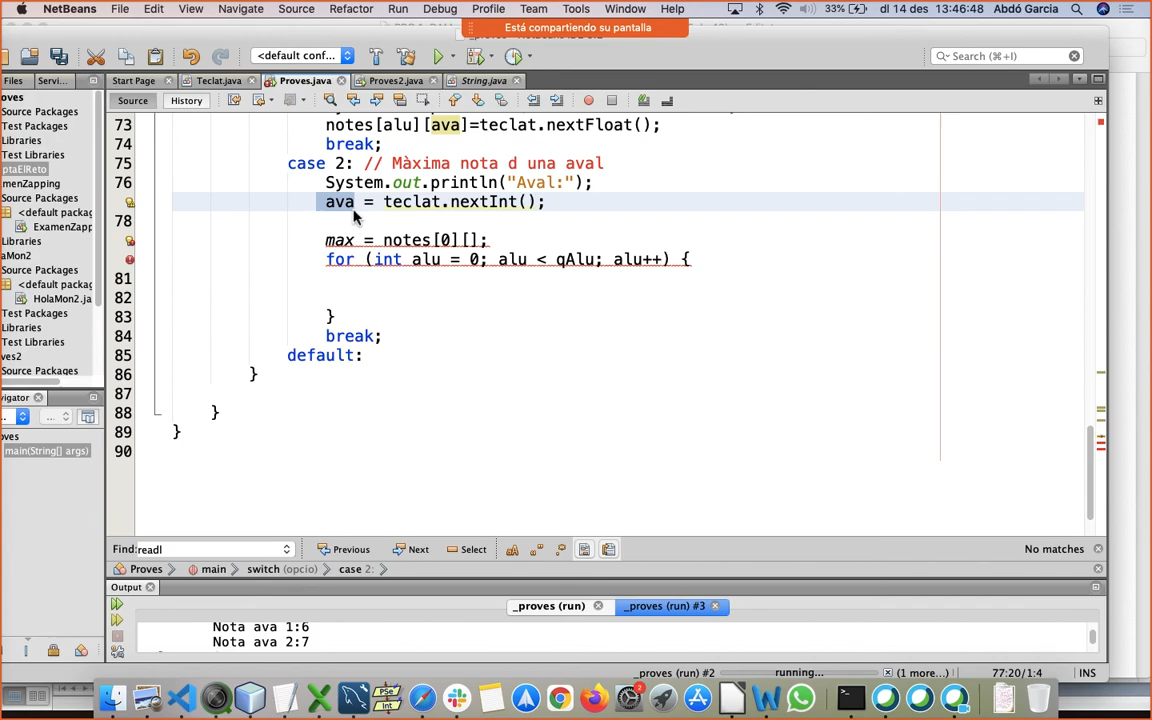 NetBeans File Edit View Navigate Source Refactor Run Debug Profile Team Tools Window Help 33% dl 14 des 13:46:48 Abdó Garcia
Está compartiendo su pantalla
<default conf... Search (⌘+I)
Files Servi... Start Page Teclat.java Proves.java Proves2.java String.java
oves Source History
Source Packages
Test Packages
Libraries
Test Libraries
ptaElReto
menZapping
Source Packages
<default packag
ExamenZapp
Libraries
aMon2
Source Packages
<default packag
HolaMon2.ja
Test Packages
Libraries
Test Libraries
ves2
Source Packages
73 notes[alu][ava]=teclat.nextFloat();
74 break;
75 case 2: // Màxima nota d una aval
76 System.out.println("Aval:");
ava = teclat.nextInt();
78
max = notes[0][];
for (int alu = 0; alu < qAlu; alu++) {
81
82
83 }
84 break;
85 default:
86 }
87
88 }
89 }
90
vigator
...
oves
main(String[] args)
Find: readl Previous Next Select No matches
Proves main switch (opcio) case 2:
Output
_proves (run) _proves (run) #3
Nota ava 1:6
Nota ava 2:7
_proves (run) #2 running... (1 more...) 77:20/1:4 INS